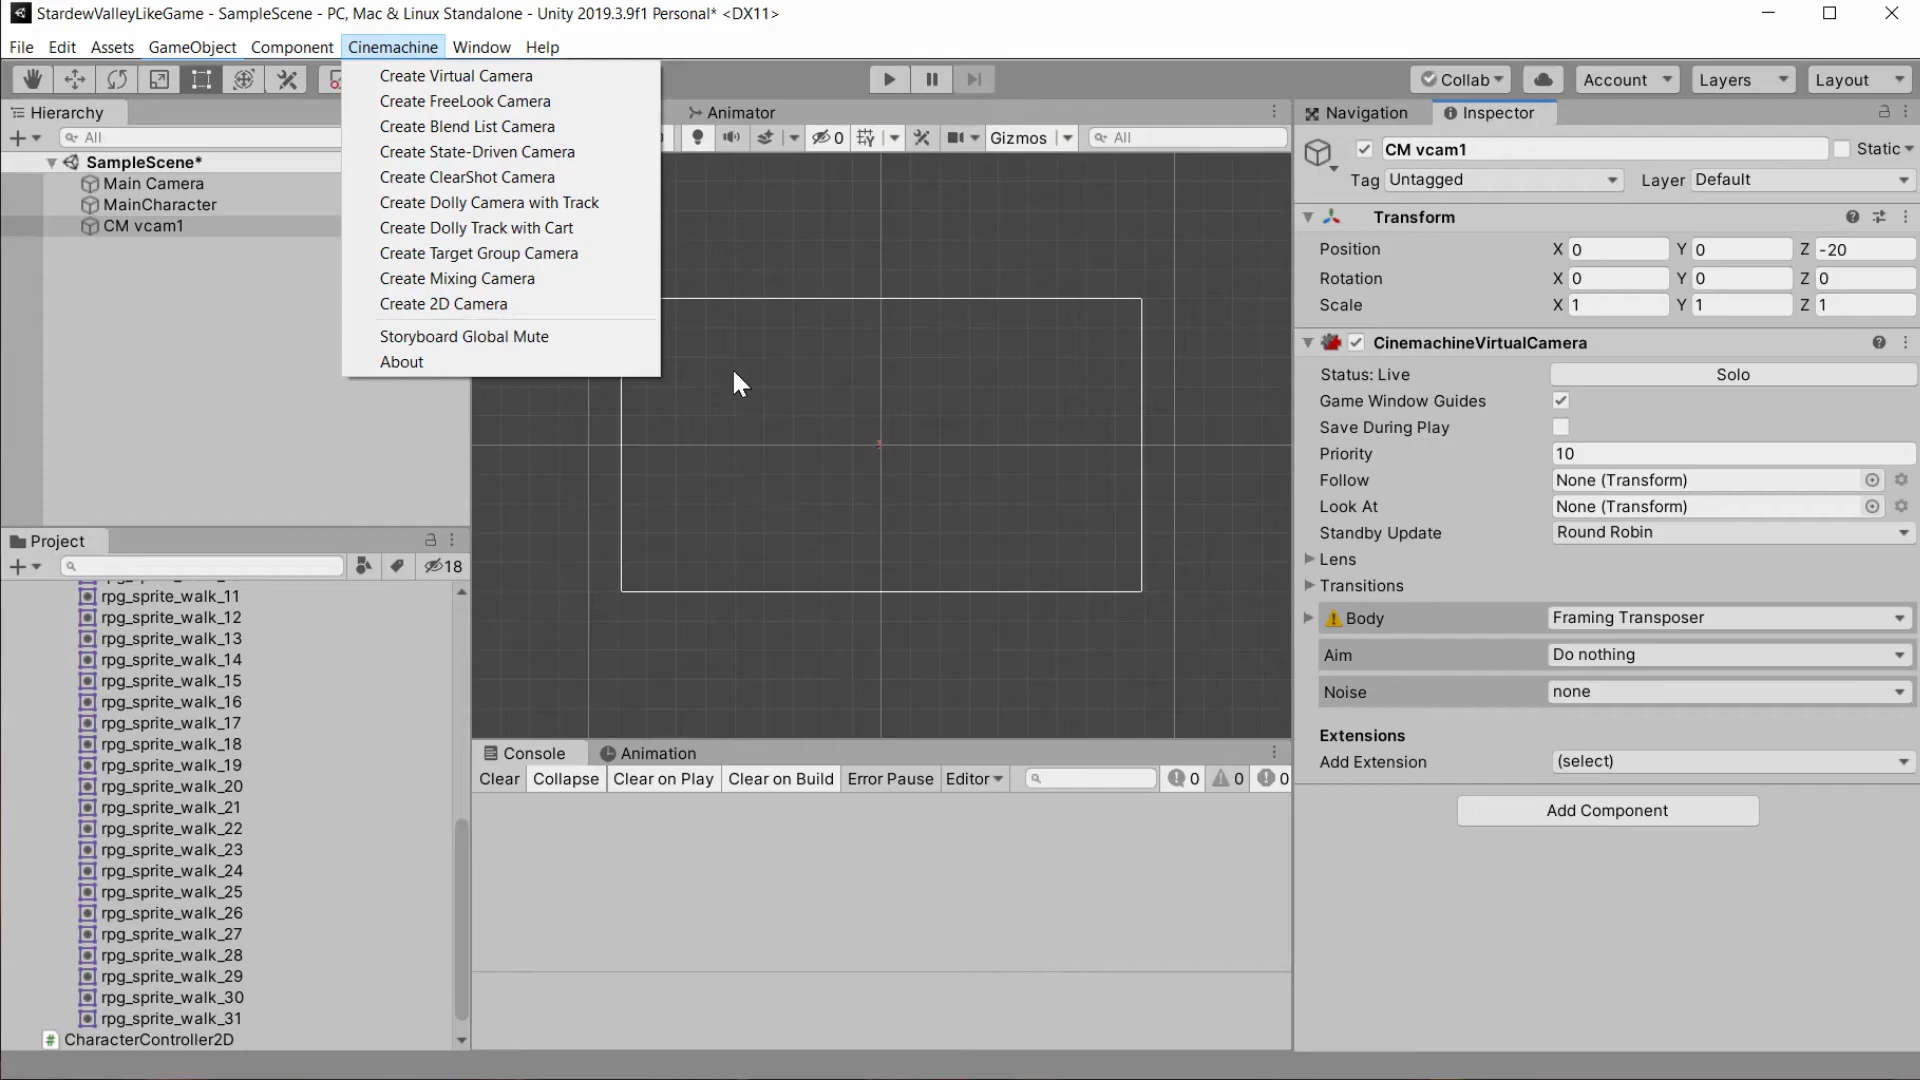 StardewValleyLikeGame - SampleScene - PC, Mac & Linux Standalone - Unity 2019.3.9f1 Personal* <DX11>
File Edit Assets GameObject Component Cinemachine Window Help
Collab Account Layers Layout
Create Virtual Camera
Create FreeLook Camera
Create Blend List Camera
Create State-Driven Camera
Create ClearShot Camera
Create Dolly Camera with Track
Create Dolly Track with Cart
Create Target Group Camera
Create Mixing Camera
Create 2D Camera
Storyboard Global Mute
About
Hierarchy
All
SampleScene*
Main Camera
MainCharacter
CM vcam1
Animator
0 Gizmos All
Project
18
rpg_sprite_walk_11
rpg_sprite_walk_12
rpg_sprite_walk_13
rpg_sprite_walk_14
rpg_sprite_walk_15
rpg_sprite_walk_16
rpg_sprite_walk_17
rpg_sprite_walk_18
rpg_sprite_walk_19
rpg_sprite_walk_20
rpg_sprite_walk_21
rpg_sprite_walk_22
rpg_sprite_walk_23
rpg_sprite_walk_24
rpg_sprite_walk_25
rpg_sprite_walk_26
rpg_sprite_walk_27
rpg_sprite_walk_28
rpg_sprite_walk_29
rpg_sprite_walk_30
rpg_sprite_walk_31
CharacterController2D
Console Animation
Clear Collapse Clear on Play Clear on Build Error Pause Editor 0 0 0
Navigation Inspector
CM vcam1 Static
Tag Untagged Layer Default
Transform
Position X 0 Y 0 Z -20
Rotation X 0 Y 0 Z 0
Scale X 1 Y 1 Z 1
CinemachineVirtualCamera
Status: Live Solo
Game Window Guides
Save During Play
Priority 10
Follow None (Transform)
Look At None (Transform)
Standby Update Round Robin
Lens
Transitions
Body Framing Transposer
Aim Do nothing
Noise none
Extensions
Add Extension (select)
Add Component